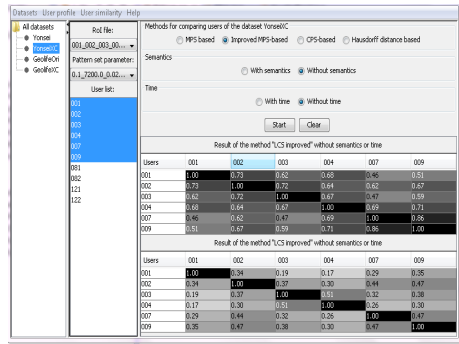 Datasets User profile User similarity Help
All datasets
Yonsei
YonseiXC
GeolifeOri
GeolifeXC
RoI file:
001_002_003_00...
Pattern set parameter:
0.1_7200.0_0.02...
User list:
001
002
003
004
007
009
081
082
121
122
Methods for comparing users of the dataset YonseiXC
MPS based Improved MPS-based CPS-based Hausdorff distance based
Semantics
With semantics Without semantics
Time
With time Without time
Start Clear
Result of the method "LCS improved" without semantics or time
Users 001 002 003 004 007 009
001 1.00 0.73 0.62 0.68 0.46 0.51
002 0.73 1.00 0.72 0.64 0.62 0.67
003 0.62 0.72 1.00 0.67 0.47 0.59
004 0.68 0.64 0.67 1.00 0.69 0.71
007 0.46 0.62 0.47 0.69 1.00 0.86
009 0.51 0.67 0.59 0.71 0.86 1.00
Result of the method "LCS improved" without semantics or time
Users 001 002 003 004 007 009
001 1.00 0.34 0.19 0.17 0.29 0.35
002 0.34 1.00 0.37 0.30 0.44 0.47
003 0.19 0.37 1.00 0.51 0.32 0.38
004 0.17 0.30 0.51 1.00 0.26 0.30
007 0.29 0.44 0.32 0.26 1.00 0.47
009 0.35 0.47 0.38 0.30 0.47 1.00